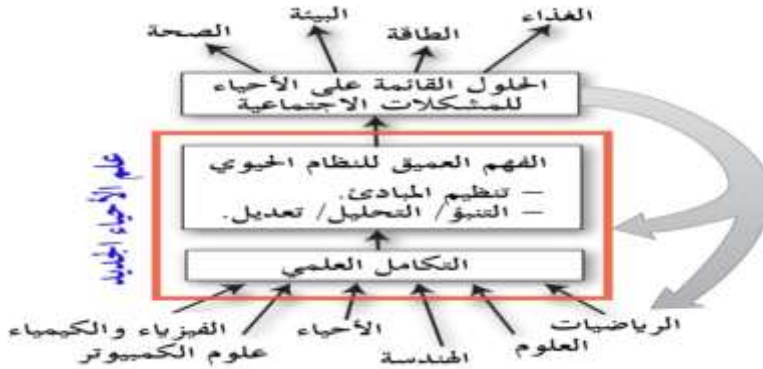 الغذاء
الطاقة
البيئة
الصحة
الحلول القائمة على الأحياء
للمشكلات الاجتماعية
علم الأحياء الجديد
الفهم العميق للنظام الحيوي
– تنظيم المبادئ.
– التنبؤ/ التحليل/ تعديل.
التكامل العلمي
الرياضيات
العلوم
الهندسة
الأحياء
علوم الكمبيوتر
الفيزياء والكيمياء